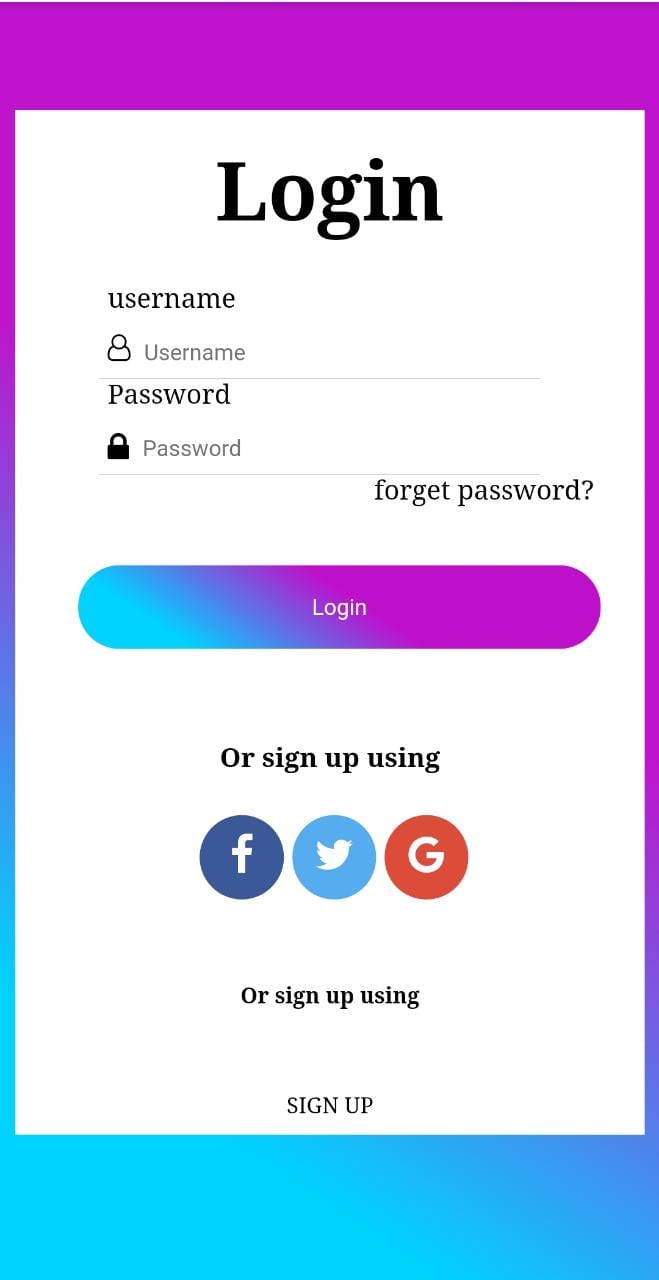 Login
username
Username
Password
Password
forget password?
Login
Or sign up using
f
G
Or sign up using
SIGN UP